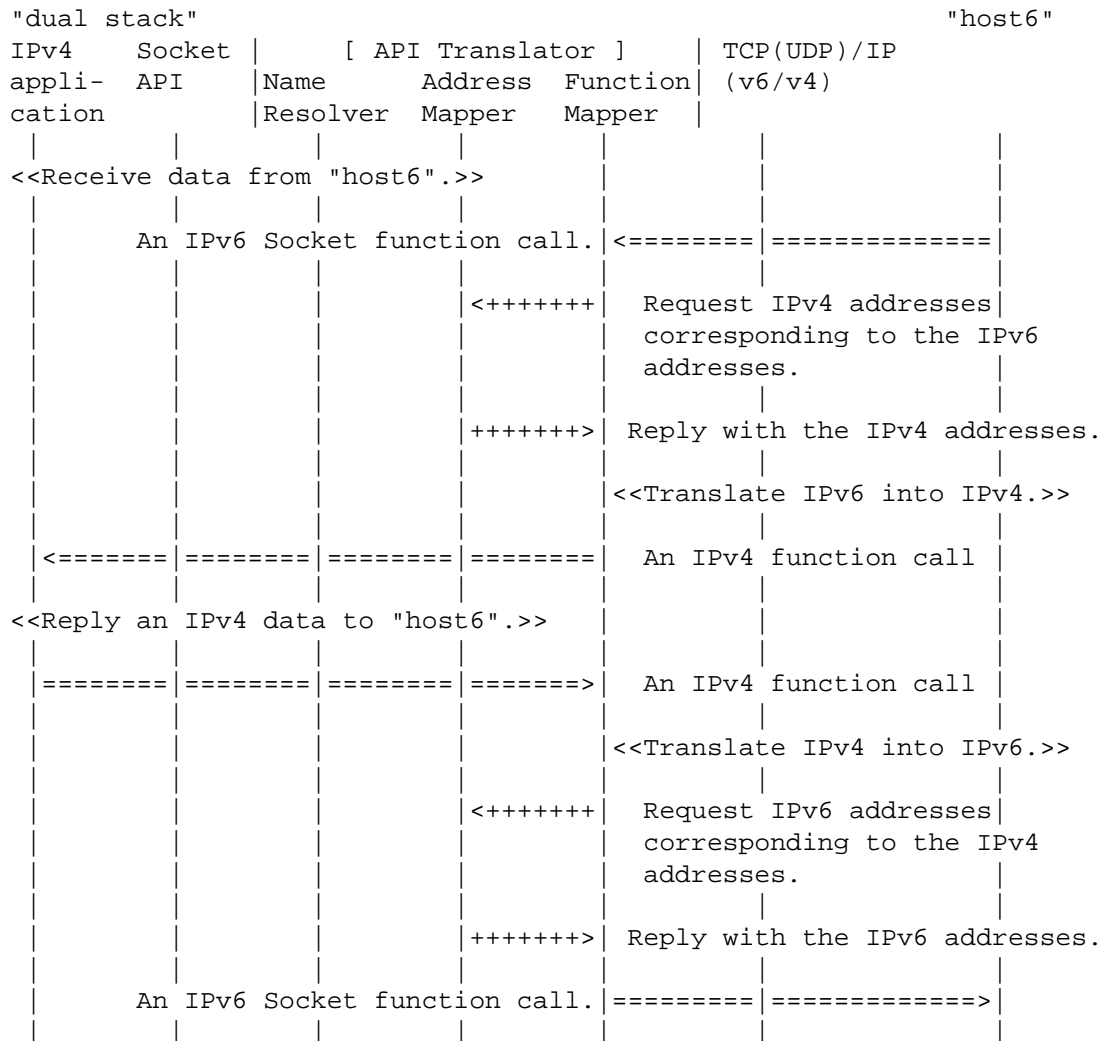 "dual stack" "host6"
IPv4 Socket | [ API Translator ] | TCP(UDP)/IP
appli- API |Name Address Function| (v6/v4)
cation |Resolver Mapper Mapper |
| | | | | | |
<<Receive data from "host6".>> | | |
| | | | | | |
| An IPv6 Socket function call.|<========|==============|
| | | | | | |
| | | |<+++++++| Request IPv4 addresses|
| | | | | corresponding to the IPv6
| | | | | addresses. |
| | | | | | |
| | | |+++++++>| Reply with the IPv4 addresses.
| | | | | | |
| | | | |<<Translate IPv6 into IPv4.>>
| | | | | | |
|<=======|========|========|========| An IPv4 function call |
| | | | | | |
<<Reply an IPv4 data to "host6".>> | | |
| | | | | | |
|========|========|========|=======>| An IPv4 function call |
| | | | | | |
| | | | |<<Translate IPv4 into IPv6.>>
| | | | | | |
| | | |<+++++++| Request IPv6 addresses|
| | | | | corresponding to the IPv4
| | | | | addresses. |
| | | | | | |
| | | |+++++++>| Reply with the IPv6 addresses.
| | | | | | |
| An IPv6 Socket function call.|=========|=============>|
| | | | | | |